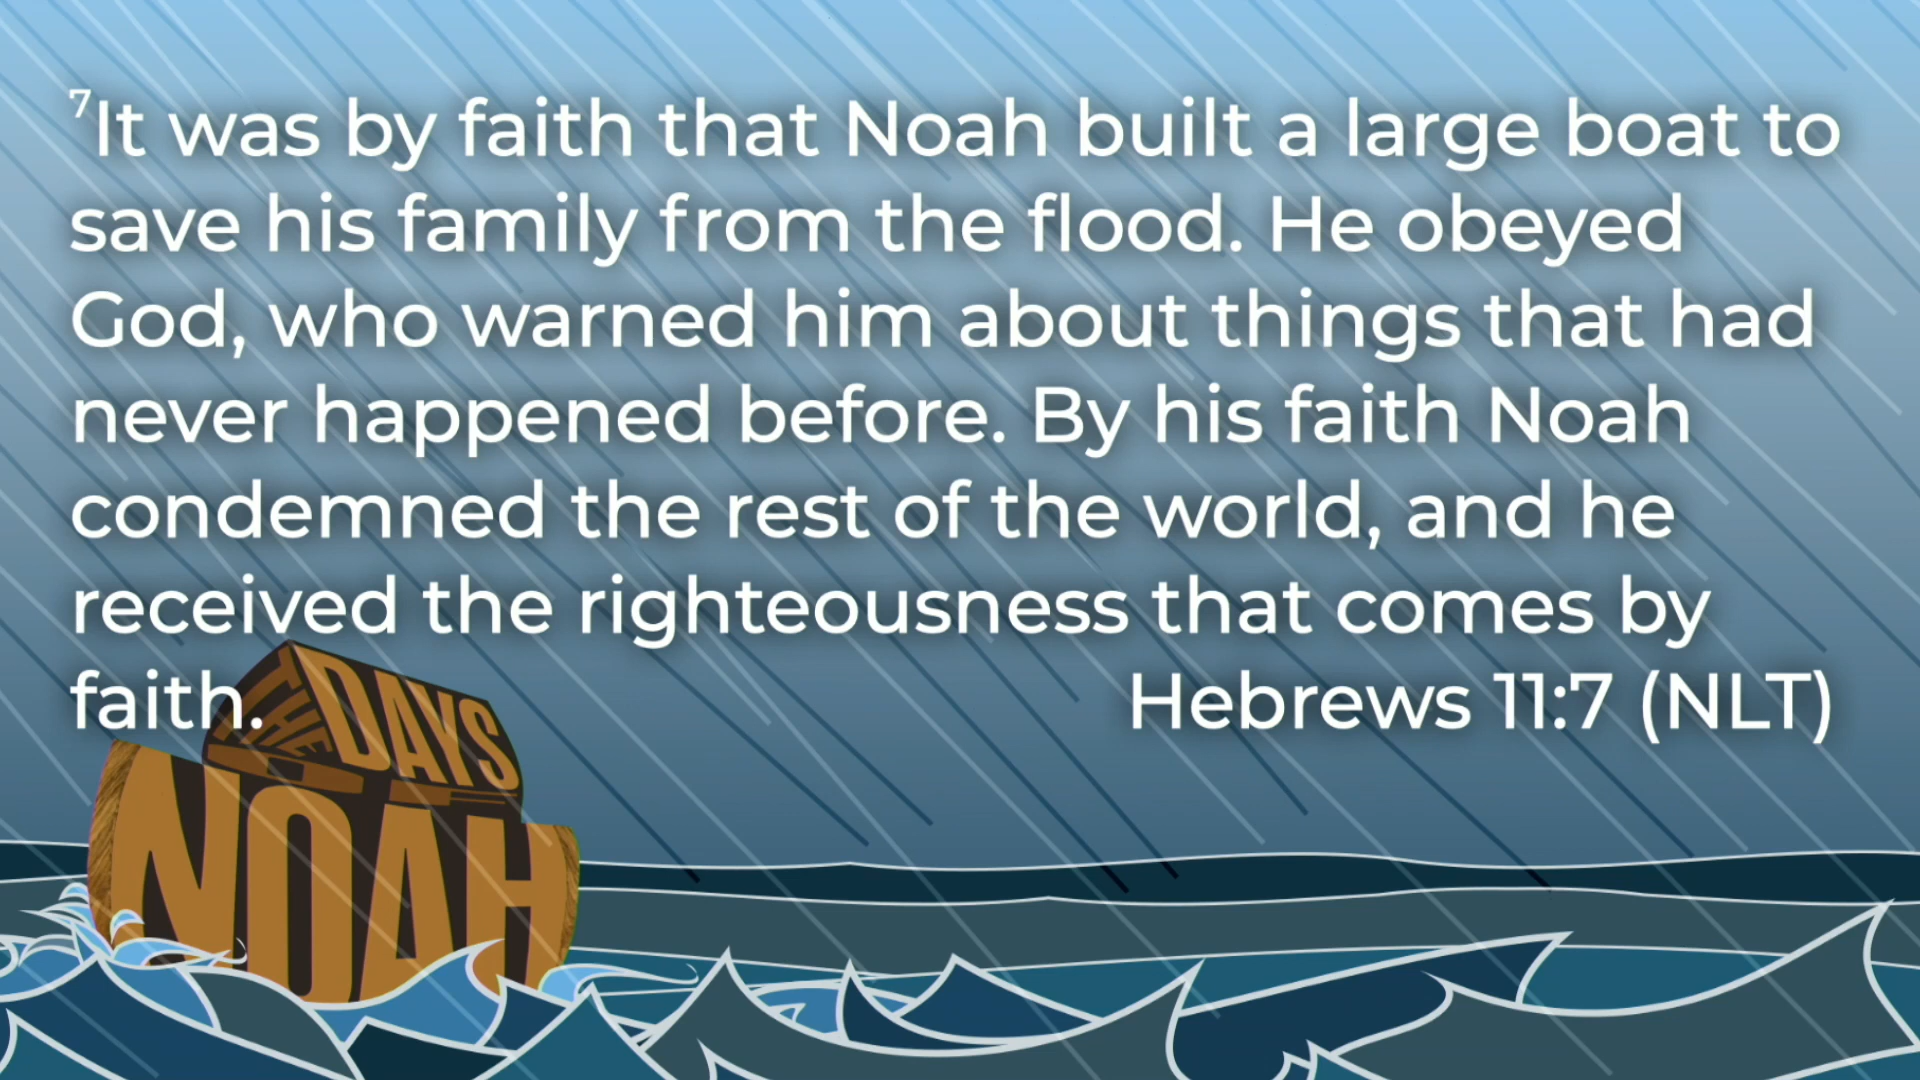 7It was by faith that Noah built a large boat to
save his family from the flood. He obeyed
God, who warned him about things that had
never happened before. By his faith Noah
condemned the rest of the world, and he
received the righteousness that comes by
faith. Hebrews 11:7 (NLT)
THE DAYS
NOAH